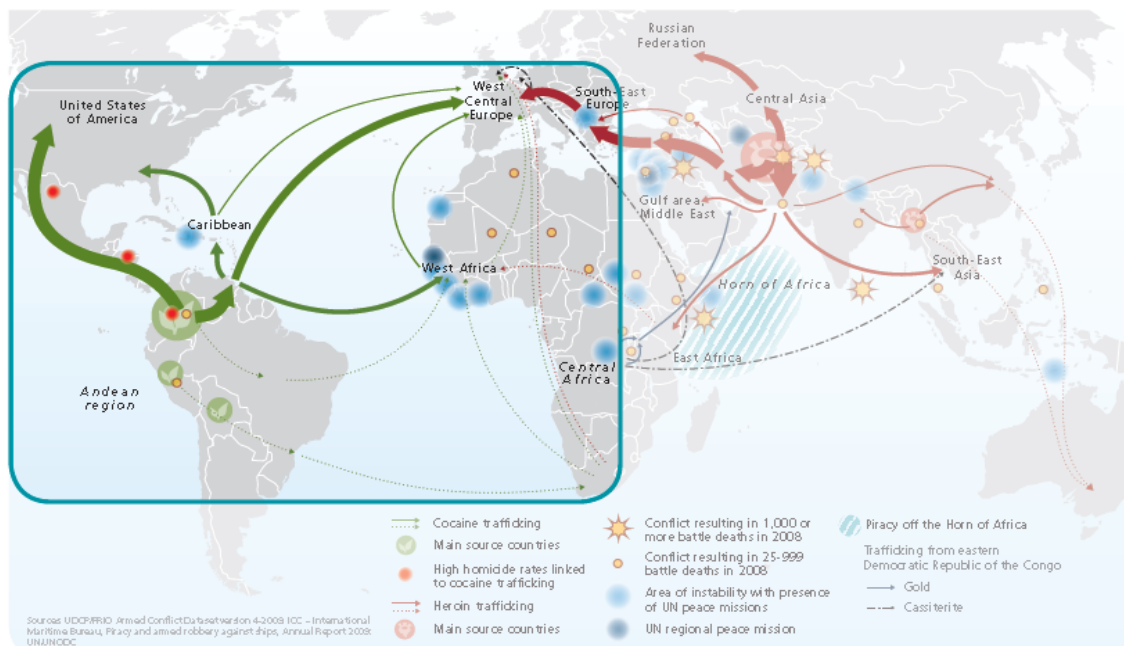 Russian
Federation
United States
of America
West
Central
Europe
South-East
Europe
Central Asia
Caribbean
Gulf area,
Middle East
West Africa
Horn of Africa
South-East
Asia
Andean
region
Central
Africa
East Africa
Cocaine trafficking
Main source countries
High homicide rates linked
to cocaine trafficking
Heroin trafficking
Main source countries
Conflict resulting in 1,000 or
more battle deaths in 2008
Conflict resulting in 25-999
battle deaths in 2008
Area of instability with presence
of UN peace missions
UN regional peace mission
Piracy off the Horn of Africa
Trafficking from eastern
Democratic Republic of the Congo
Gold
Cassiterite
Sources UDCP/PRIO Armed Conflict Dataset version 4-2009; ICC – International
Maritime Bureau, Piracy and armed robbery against ships, Annual Report 2009;
UN;UNODC